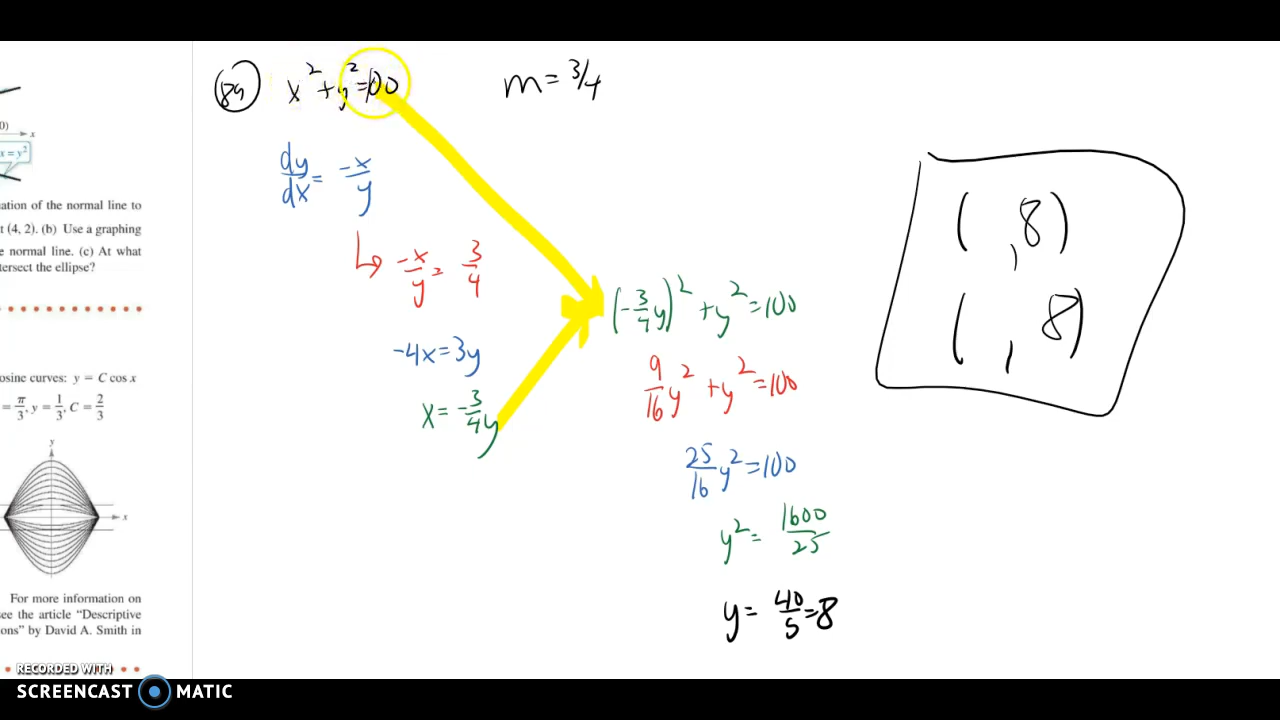 89 x² + y² = 100
m = 3/4
dy/dx = -x/y
-x/y = 3/4
-4x = 3y
x = -3/4 y
(-3/4 y)² + y² = 100
9/16 y² + y² = 100
25/16 y² = 100
y² = 1600/25
y = 40/5 = 8
( , 8)
( , 8)
0)
x
x = y²
ation of the normal line to
t (4, 2). (b) Use a graphing
e normal line. (c) At what
tersect the ellipse?
osine curves: y = C cos x
= π/3, y = 1/3, C = 2/3
y
x
For more information on
ee the article “Descriptive
ons” by David A. Smith in
RECORDED WITH
SCREENCAST MATIC